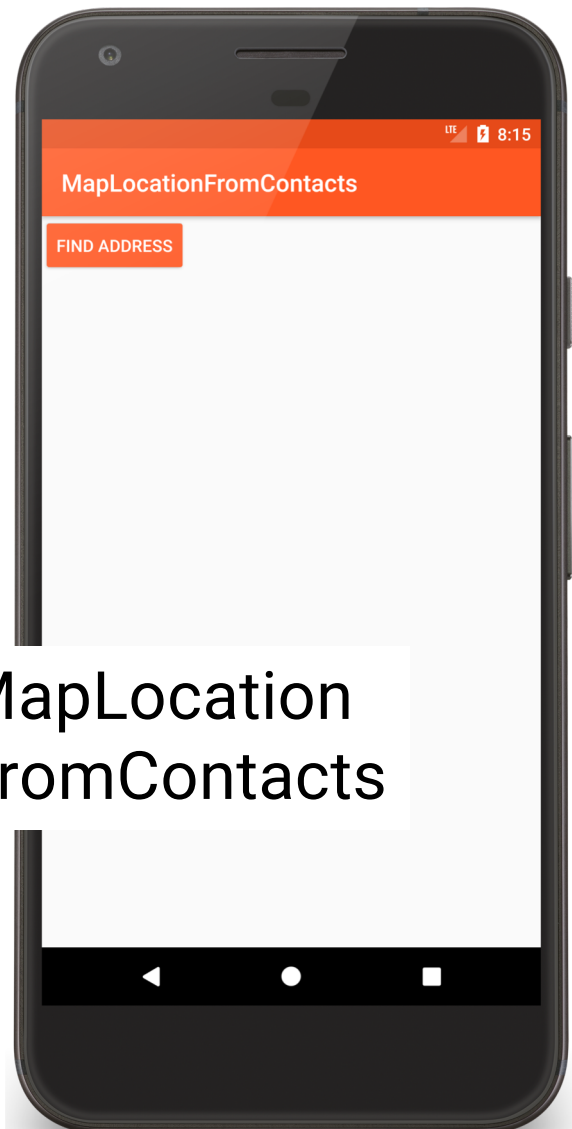 LTE 8:15
MapLocationFromContacts
FIND ADDRESS
MapLocation
romContacts